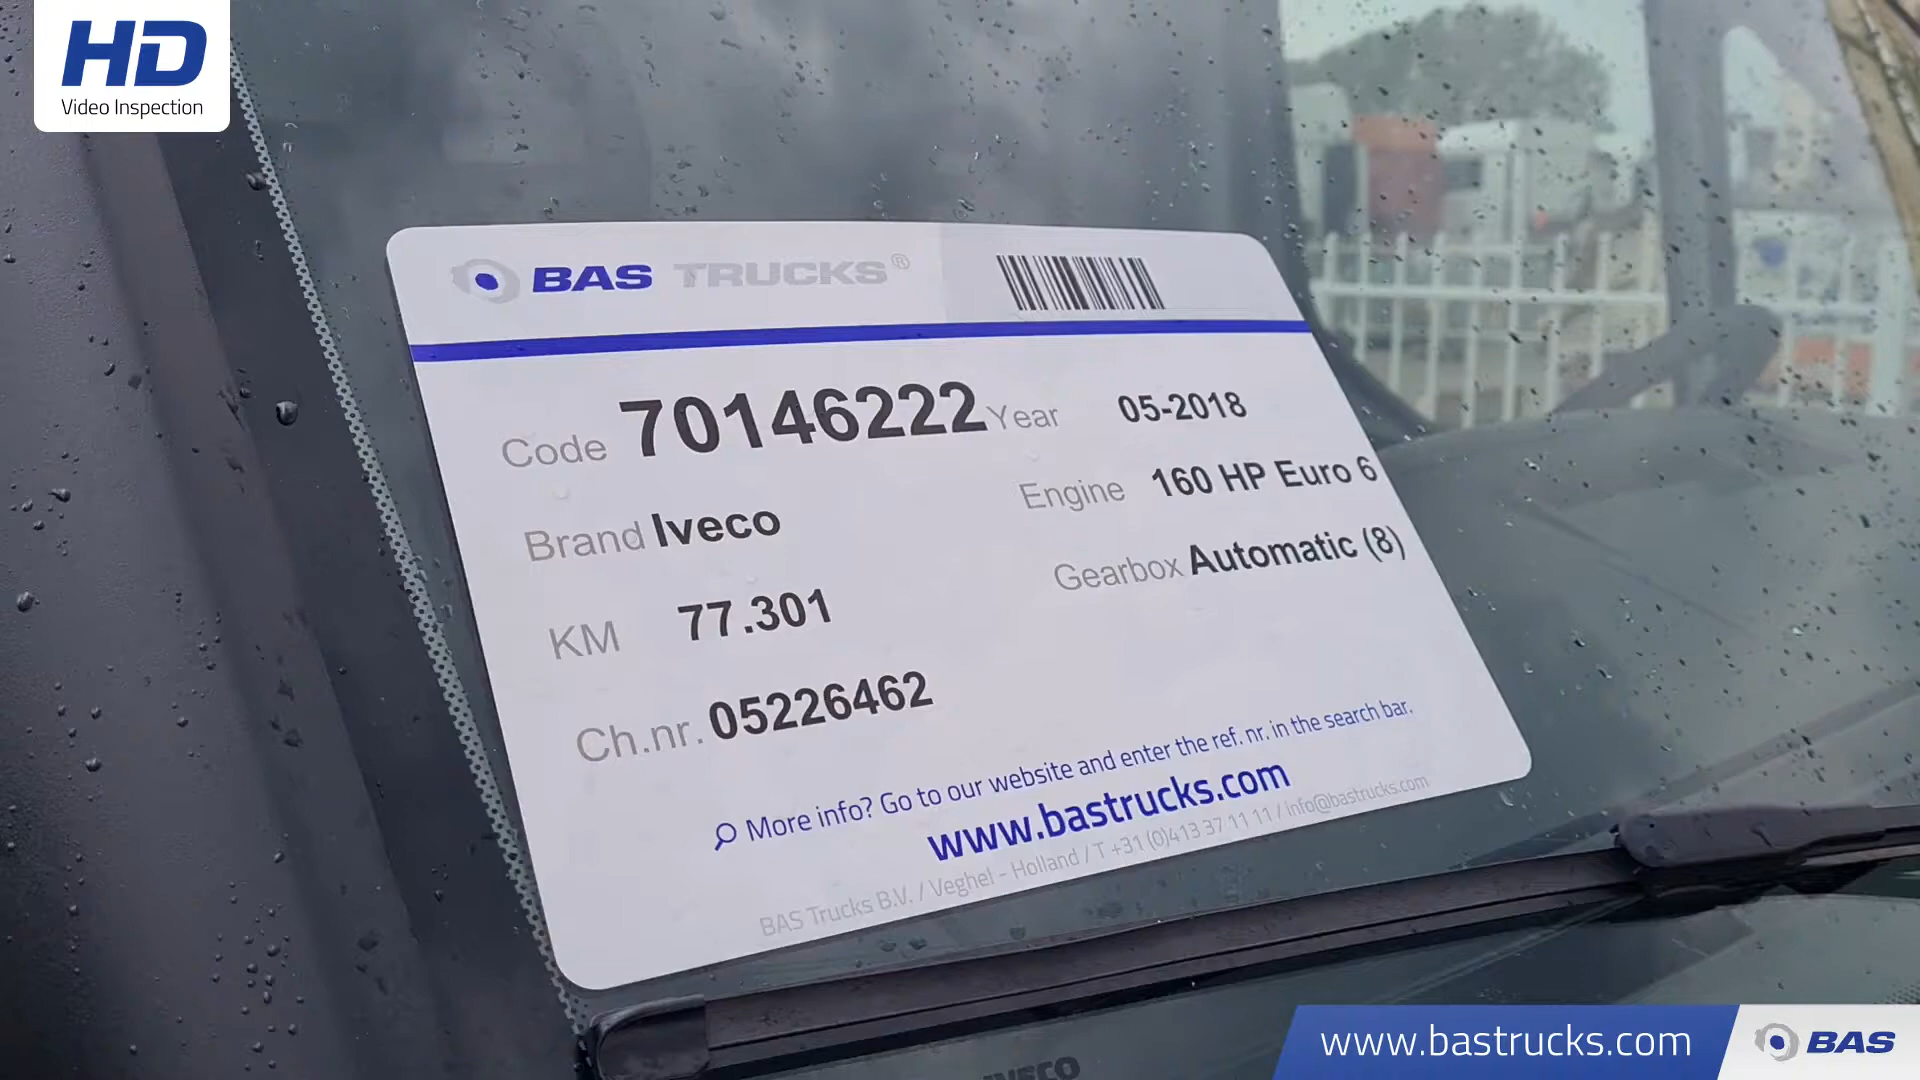 HD
Video Inspection
BAS TRUCKS®
Code 70146222
Year 05-2018
Brand Iveco
Engine 160 HP Euro 6
KM 77.301
Gearbox Automatic (8)
Ch.nr. 05226462
More info? Go to our website and enter the ref. nr. in the search bar.
www.bastrucks.com
BAS Trucks B.V. / Veghel - Holland / T +31 (0)413 37 11 11 / info@bastrucks.com
IVECO
www.bastrucks.com
BAS